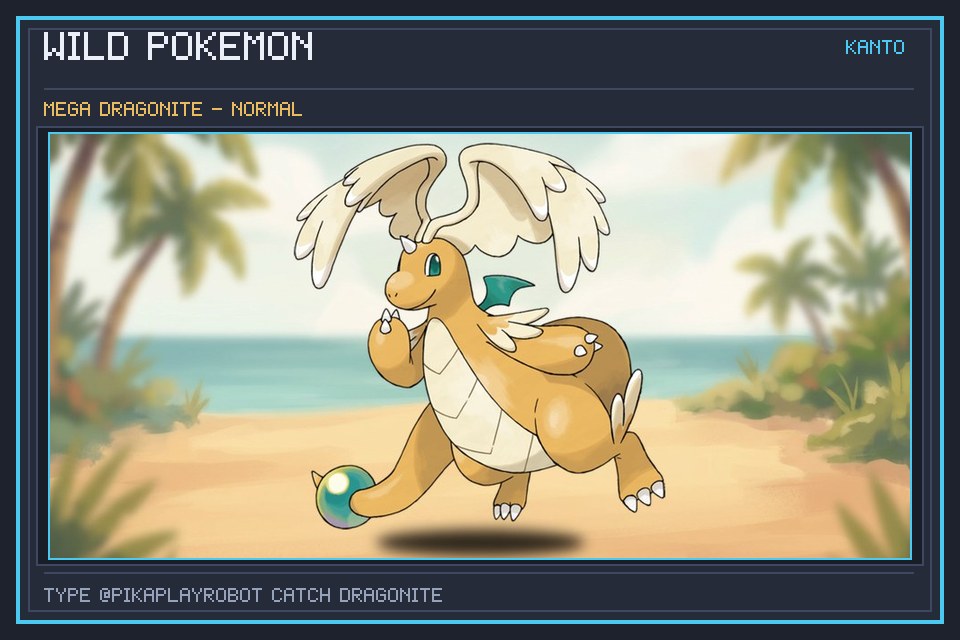 WILD POKEMON
KANTO
MEGA DRAGONITE - NORMAL
TYPE @PIKAPLAYROBOT CATCH DRAGONITE